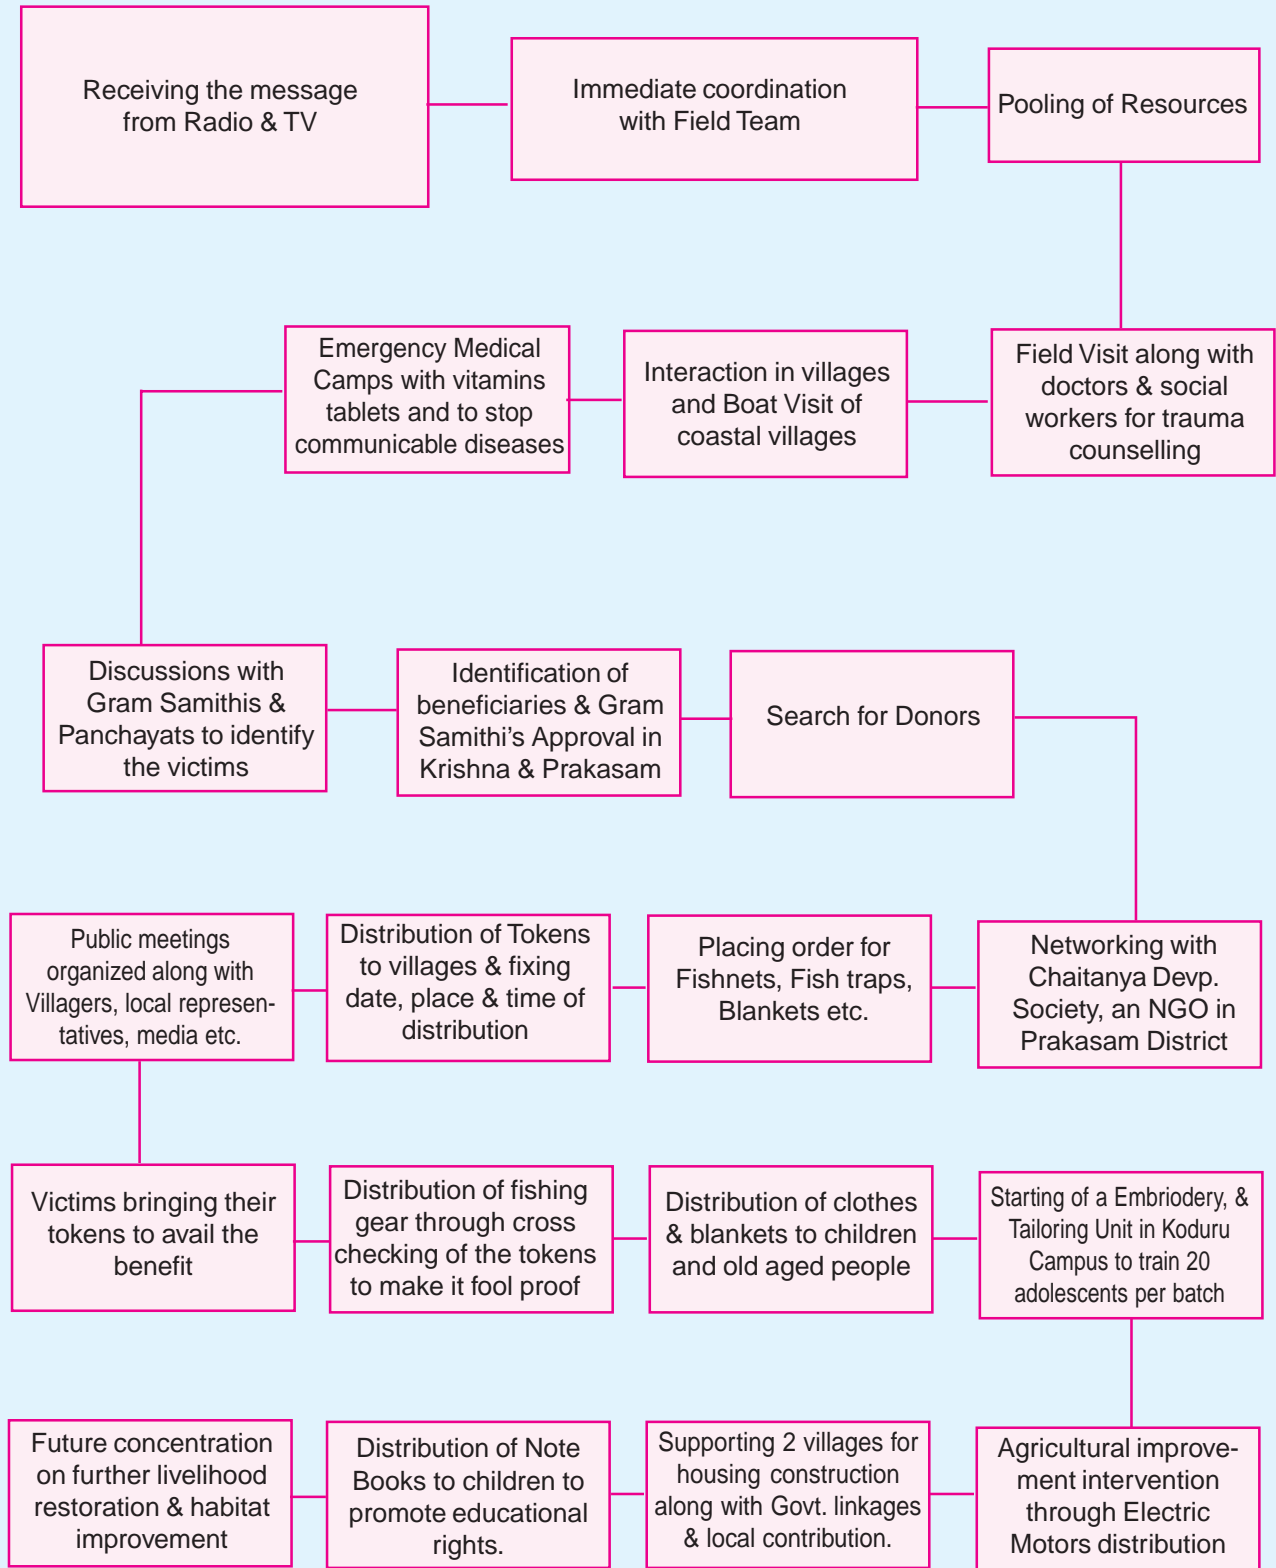 Receiving the message
from Radio & TV
Immediate coordination
with Field Team
Pooling of Resources
Field Visit along with
doctors & social
workers for trauma
counselling
Interaction in villages
and Boat Visit of
coastal villages
Emergency Medical
Camps with vitamins
tablets and to stop
communicable diseases
Discussions with
Gram Samithis &
Panchayats to identify
the victims
Identification of
beneficiaries & Gram
Samithi’s Approval in
Krishna & Prakasam
Search for Donors
Networking with
Chaitanya Devp.
Society, an NGO in
Prakasam District
Placing order for
Fishnets, Fish traps,
Blankets etc.
Distribution of Tokens
to villages & fixing
date, place & time of
distribution
Public meetings
organized along with
Villagers, local represen-
tatives, media etc.
Victims bringing their
tokens to avail the
benefit
Distribution of fishing
gear through cross
checking of the tokens
to make it fool proof
Distribution of clothes
& blankets to children
and old aged people
Starting of a Embriodery, &
Tailoring Unit in Koduru
Campus to train 20
adolescents per batch
Agricultural improve-
ment intervention
through Electric
Motors distribution
Supporting 2 villages for
housing construction
along with Govt. linkages
& local contribution.
Distribution of Note
Books to children to
promote educational
rights.
Future concentration
on further livelihood
restoration & habitat
improvement